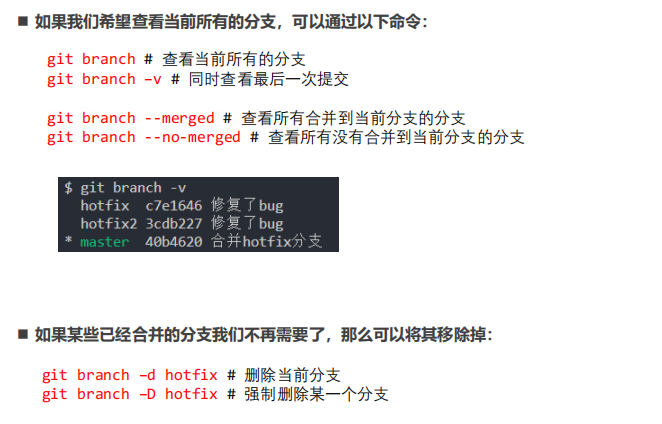 ■ 如果我们希望查看当前所有的分支，可以通过以下命令：
git branch # 查看当前所有的分支
git branch –v # 同时查看最后一次提交
git branch --merged # 查看所有合并到当前分支的分支
git branch --no-merged # 查看所有没有合并到当前分支的分支
$ git branch -v
hotfix c7e1646 修复了bug
hotfix2 3cdb227 修复了bug
* master 40b4620 合并hotfix分支
■ 如果某些已经合并的分支我们不再需要了，那么可以将其移除掉：
git branch –d hotfix # 删除当前分支
git branch –D hotfix # 强制删除某一个分支